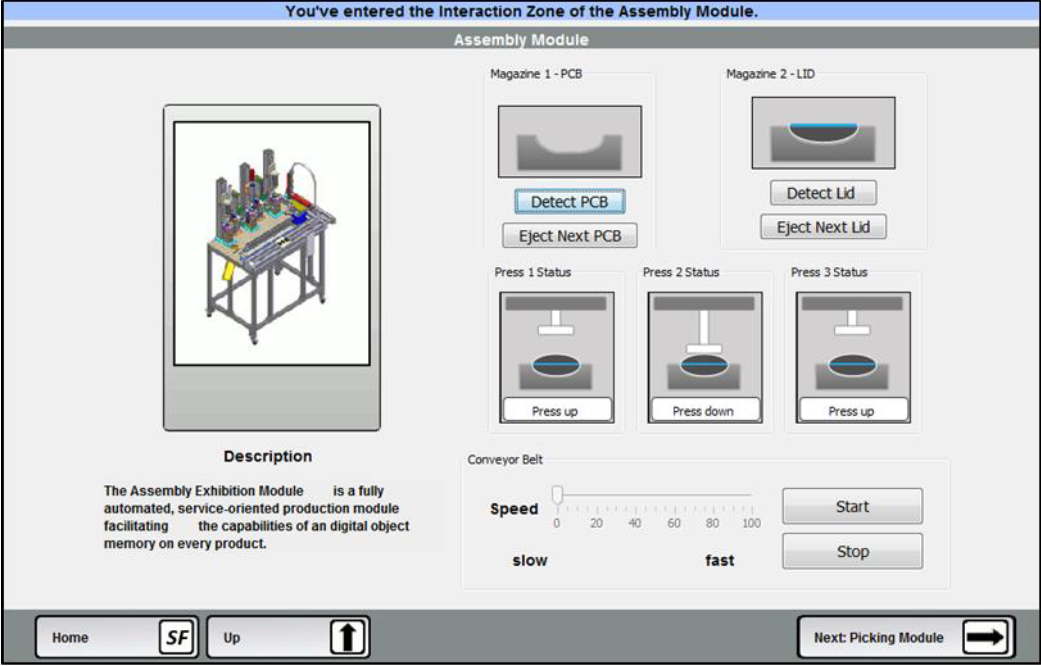 You've entered the Interaction Zone of the Assembly Module.
Assembly Module
Magazine 1 - PCB
Detect PCB
Eject Next PCB
Magazine 2 - LID
Detect Lid
Eject Next Lid
Press 1 Status
Press up
Press 2 Status
Press down
Press 3 Status
Press up
Description
The Assembly Exhibition Module is a fully
automated, service-oriented production module
facilitating the capabilities of an digital object
memory on every product.
Conveyor Belt
Speed
0 20 40 60 80 100
slow fast
Start
Stop
Home SF
Up
Next: Picking Module